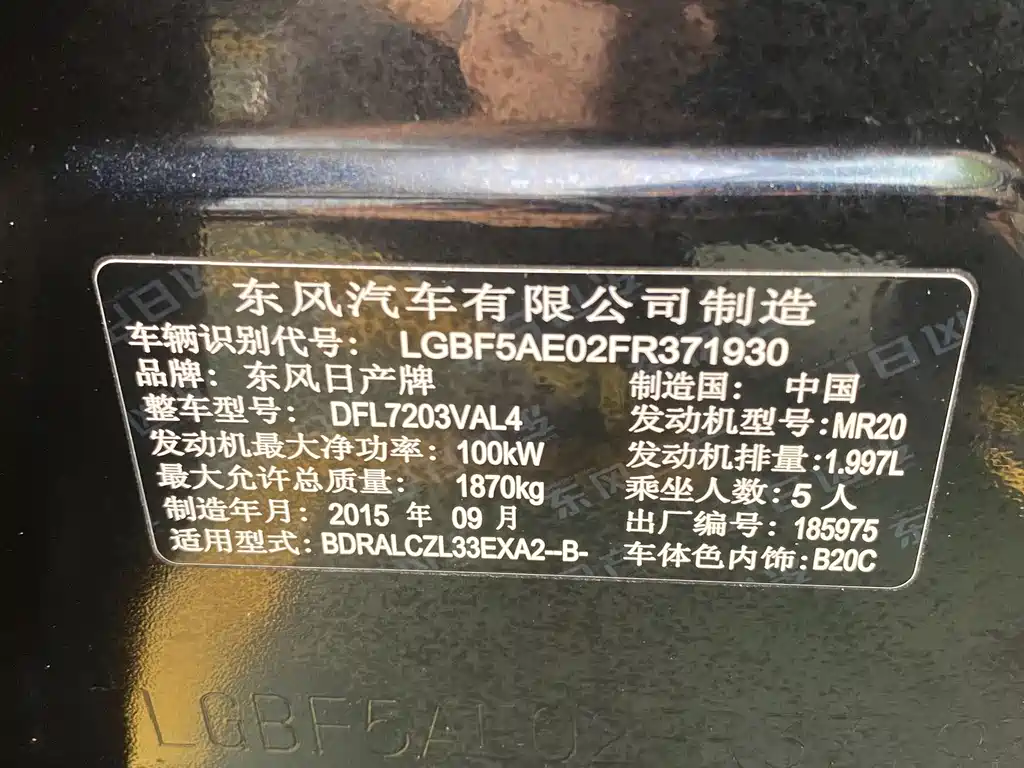 东风汽车有限公司制造
车辆识别代号: LGBF5AE02FR371930
品牌: 东风日产牌 制造国: 中国
整车型号: DFL7203VAL4 发动机型号:MR20
发动机最大净功率: 100kW 发动机排量:1.997L
最大允许总质量: 1870kg 乘坐人数:5人
制造年月: 2015 年 09 月 出厂编号: 185975
适用型式: BDRALCZL33EXA2--B- 车体色内饰:B20C
LGBF5AE02